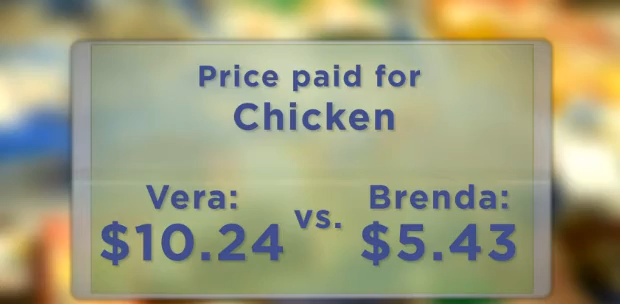 Price paid for
Chicken
Vera: vs. Brenda:
$10.24 $5.43